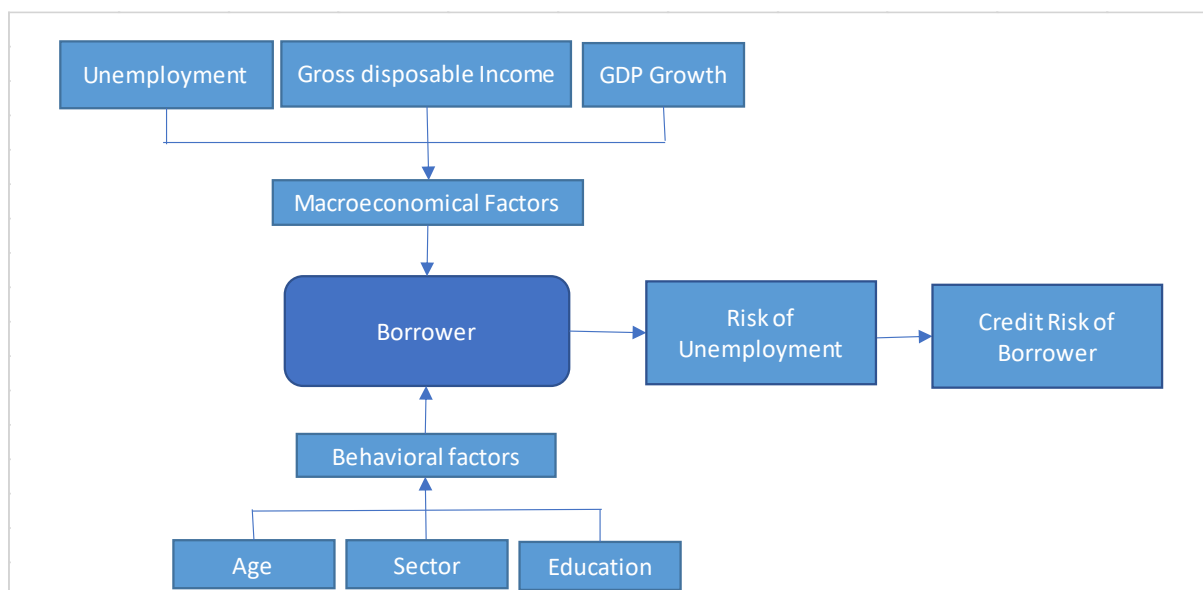 Unemployment
Gross disposable Income
GDP Growth
Macroeconomical Factors
Borrower
Risk of
Unemployment
Credit Risk of
Borrower
Behavioral factors
Age
Sector
Education